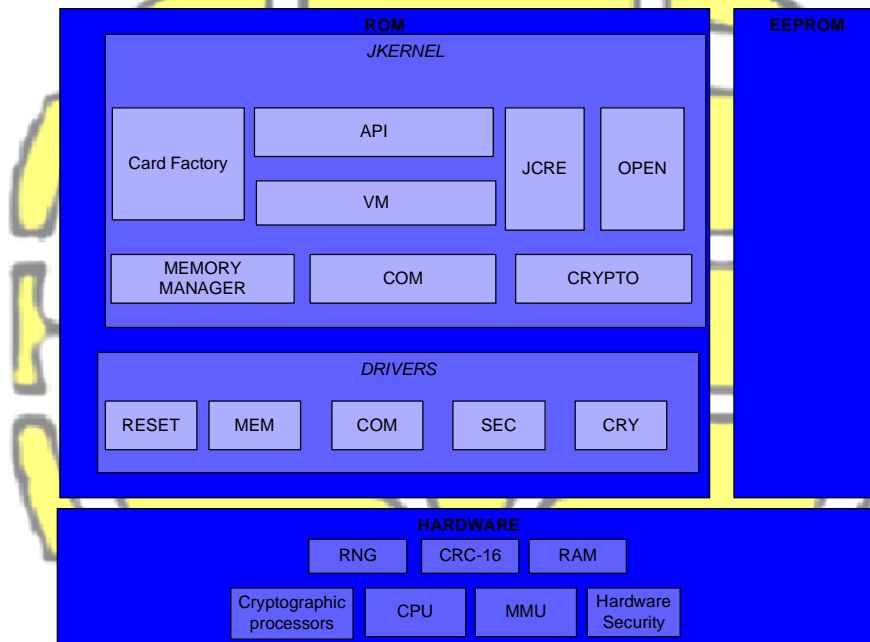 ROM
EEPROM
JKERNEL
Card Factory
API
VM
JCRE
OPEN
MEMORY
MANAGER
COM
CRYPTO
DRIVERS
RESET
MEM
COM
SEC
CRY
HARDWARE
RNG
CRC-16
RAM
Cryptographic
processors
CPU
MMU
Hardware
Security